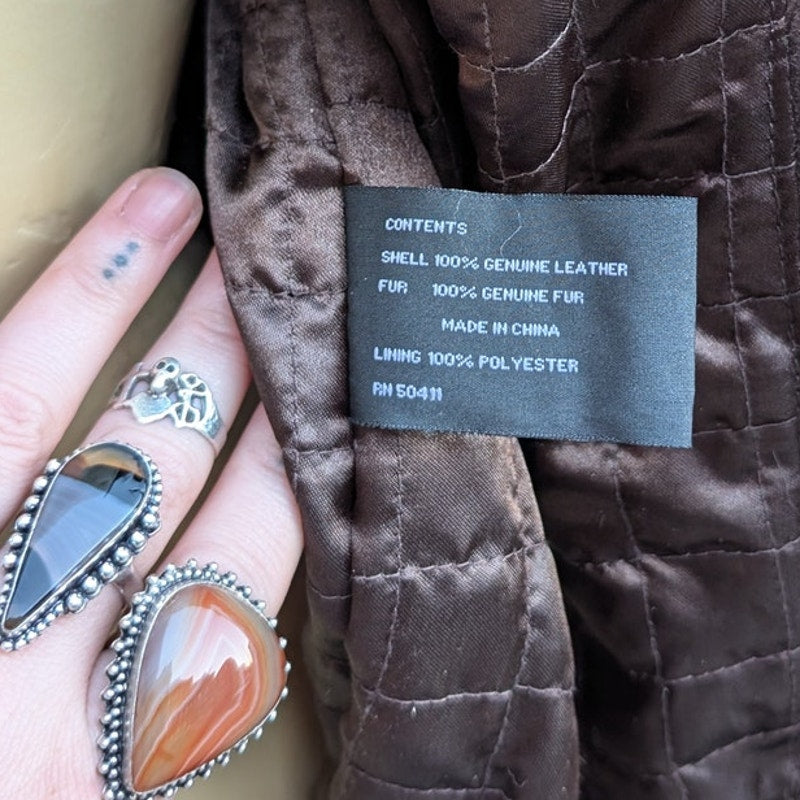 CONTENTS
SHELL 100% GENUINE LEATHER
FUR 100% GENUINE FUR
MADE IN CHINA
LINING 100% POLYESTER
RN 50411